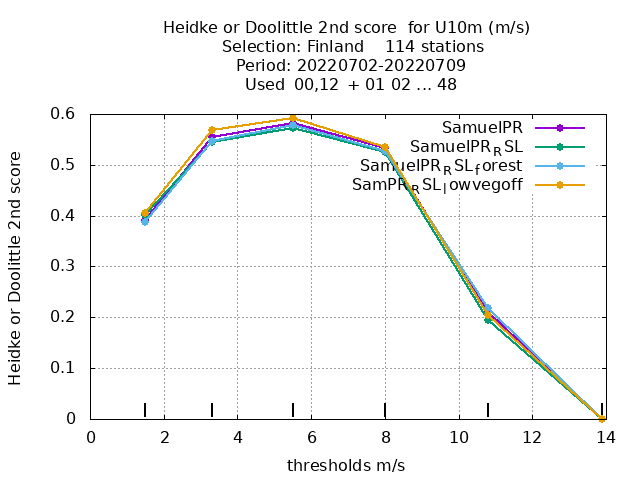 Heidke or Doolittle 2nd score for U10m (m/s)
Selection: Finland 114 stations
Period: 20220702-20220709
Used 00,12 + 01 02 ... 48
SamuelPR
SamuelPR_RSL
SamuelPR_RSL_forest
SamPR_RSL_lowvegoff
Heidke or Doolittle 2nd score
0.6
0.5
0.4
0.3
0.2
0.1
0
0 2 4 6 8 10 12 14
thresholds m/s